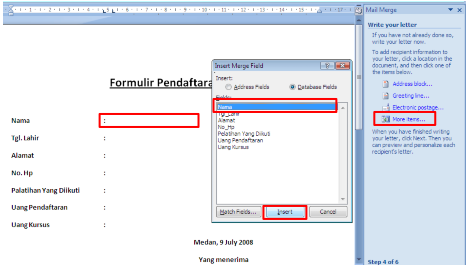 Mail Merge
Write your letter
If you have not already done so,
write your letter now.
To add recipient information to
your letter, click a location in the
document, and then click one of
the items below.
Address block...
Greeting line...
Electronic postage...
More items...
When you have finished writing
your letter, click Next. Then you
can preview and personalize each
recipient's letter.
Step 4 of 6
Formulir Pendaftara
Nama :
Tgl. Lahir :
Alamat :
No. Hp :
Palatihan Yang Diikuti :
Uang Pendaftaran :
Uang Kursus :
Medan, 9 July 2008
Yang menerima
Insert Merge Field
Insert:
Address Fields
Database Fields
Fields:
Nama
Tgl_Lahir
Alamat
No_Hp
Pelatihan Yang Diikuti
Uang Pendaftaran
Uang Kursus
Match Fields...
Insert
Cancel